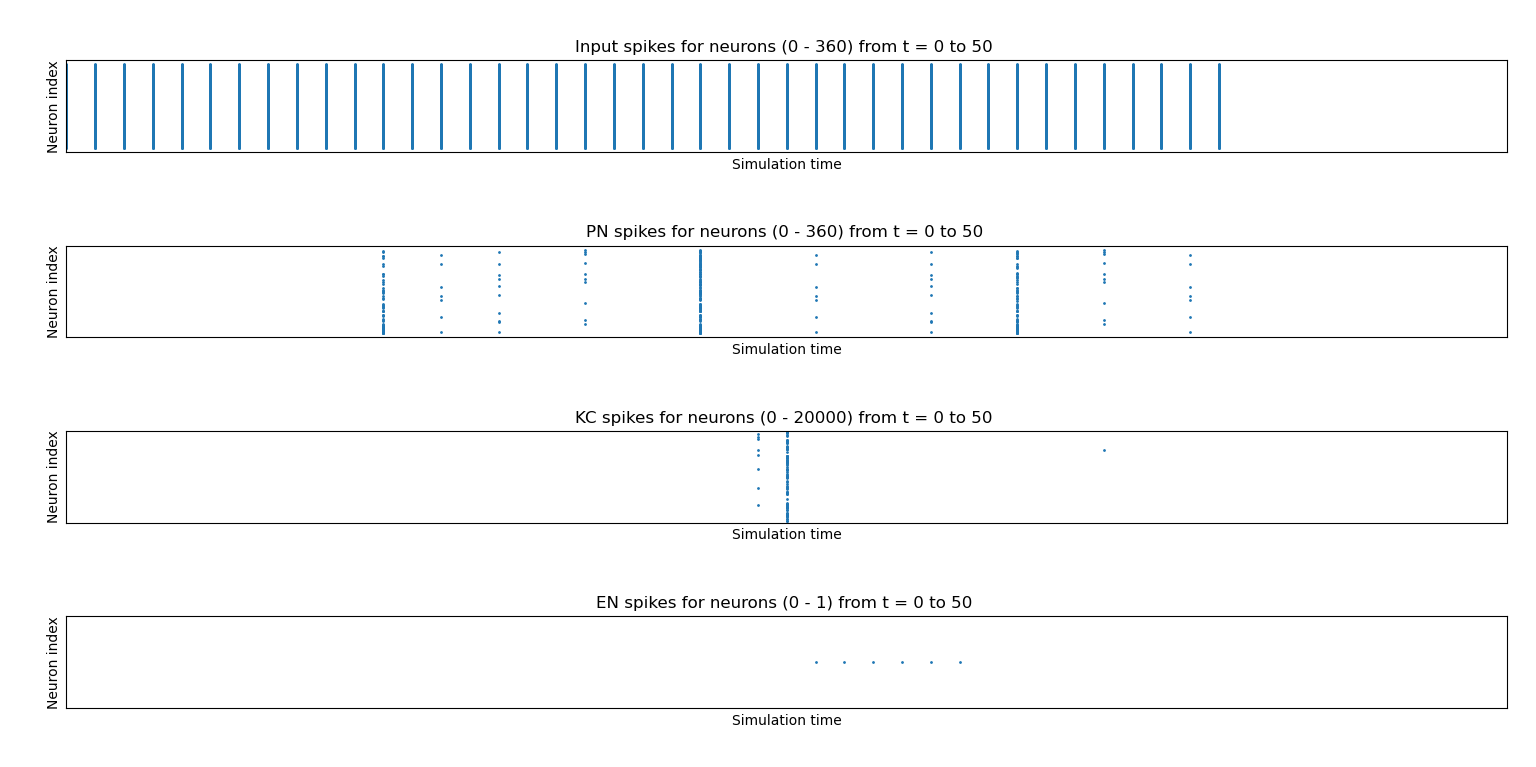 Input spikes for neurons (0 - 360) from t = 0 to 50
Neuron index
Simulation time
PN spikes for neurons (0 - 360) from t = 0 to 50
Neuron index
Simulation time
KC spikes for neurons (0 - 20000) from t = 0 to 50
Neuron index
Simulation time
EN spikes for neurons (0 - 1) from t = 0 to 50
Neuron index
Simulation time